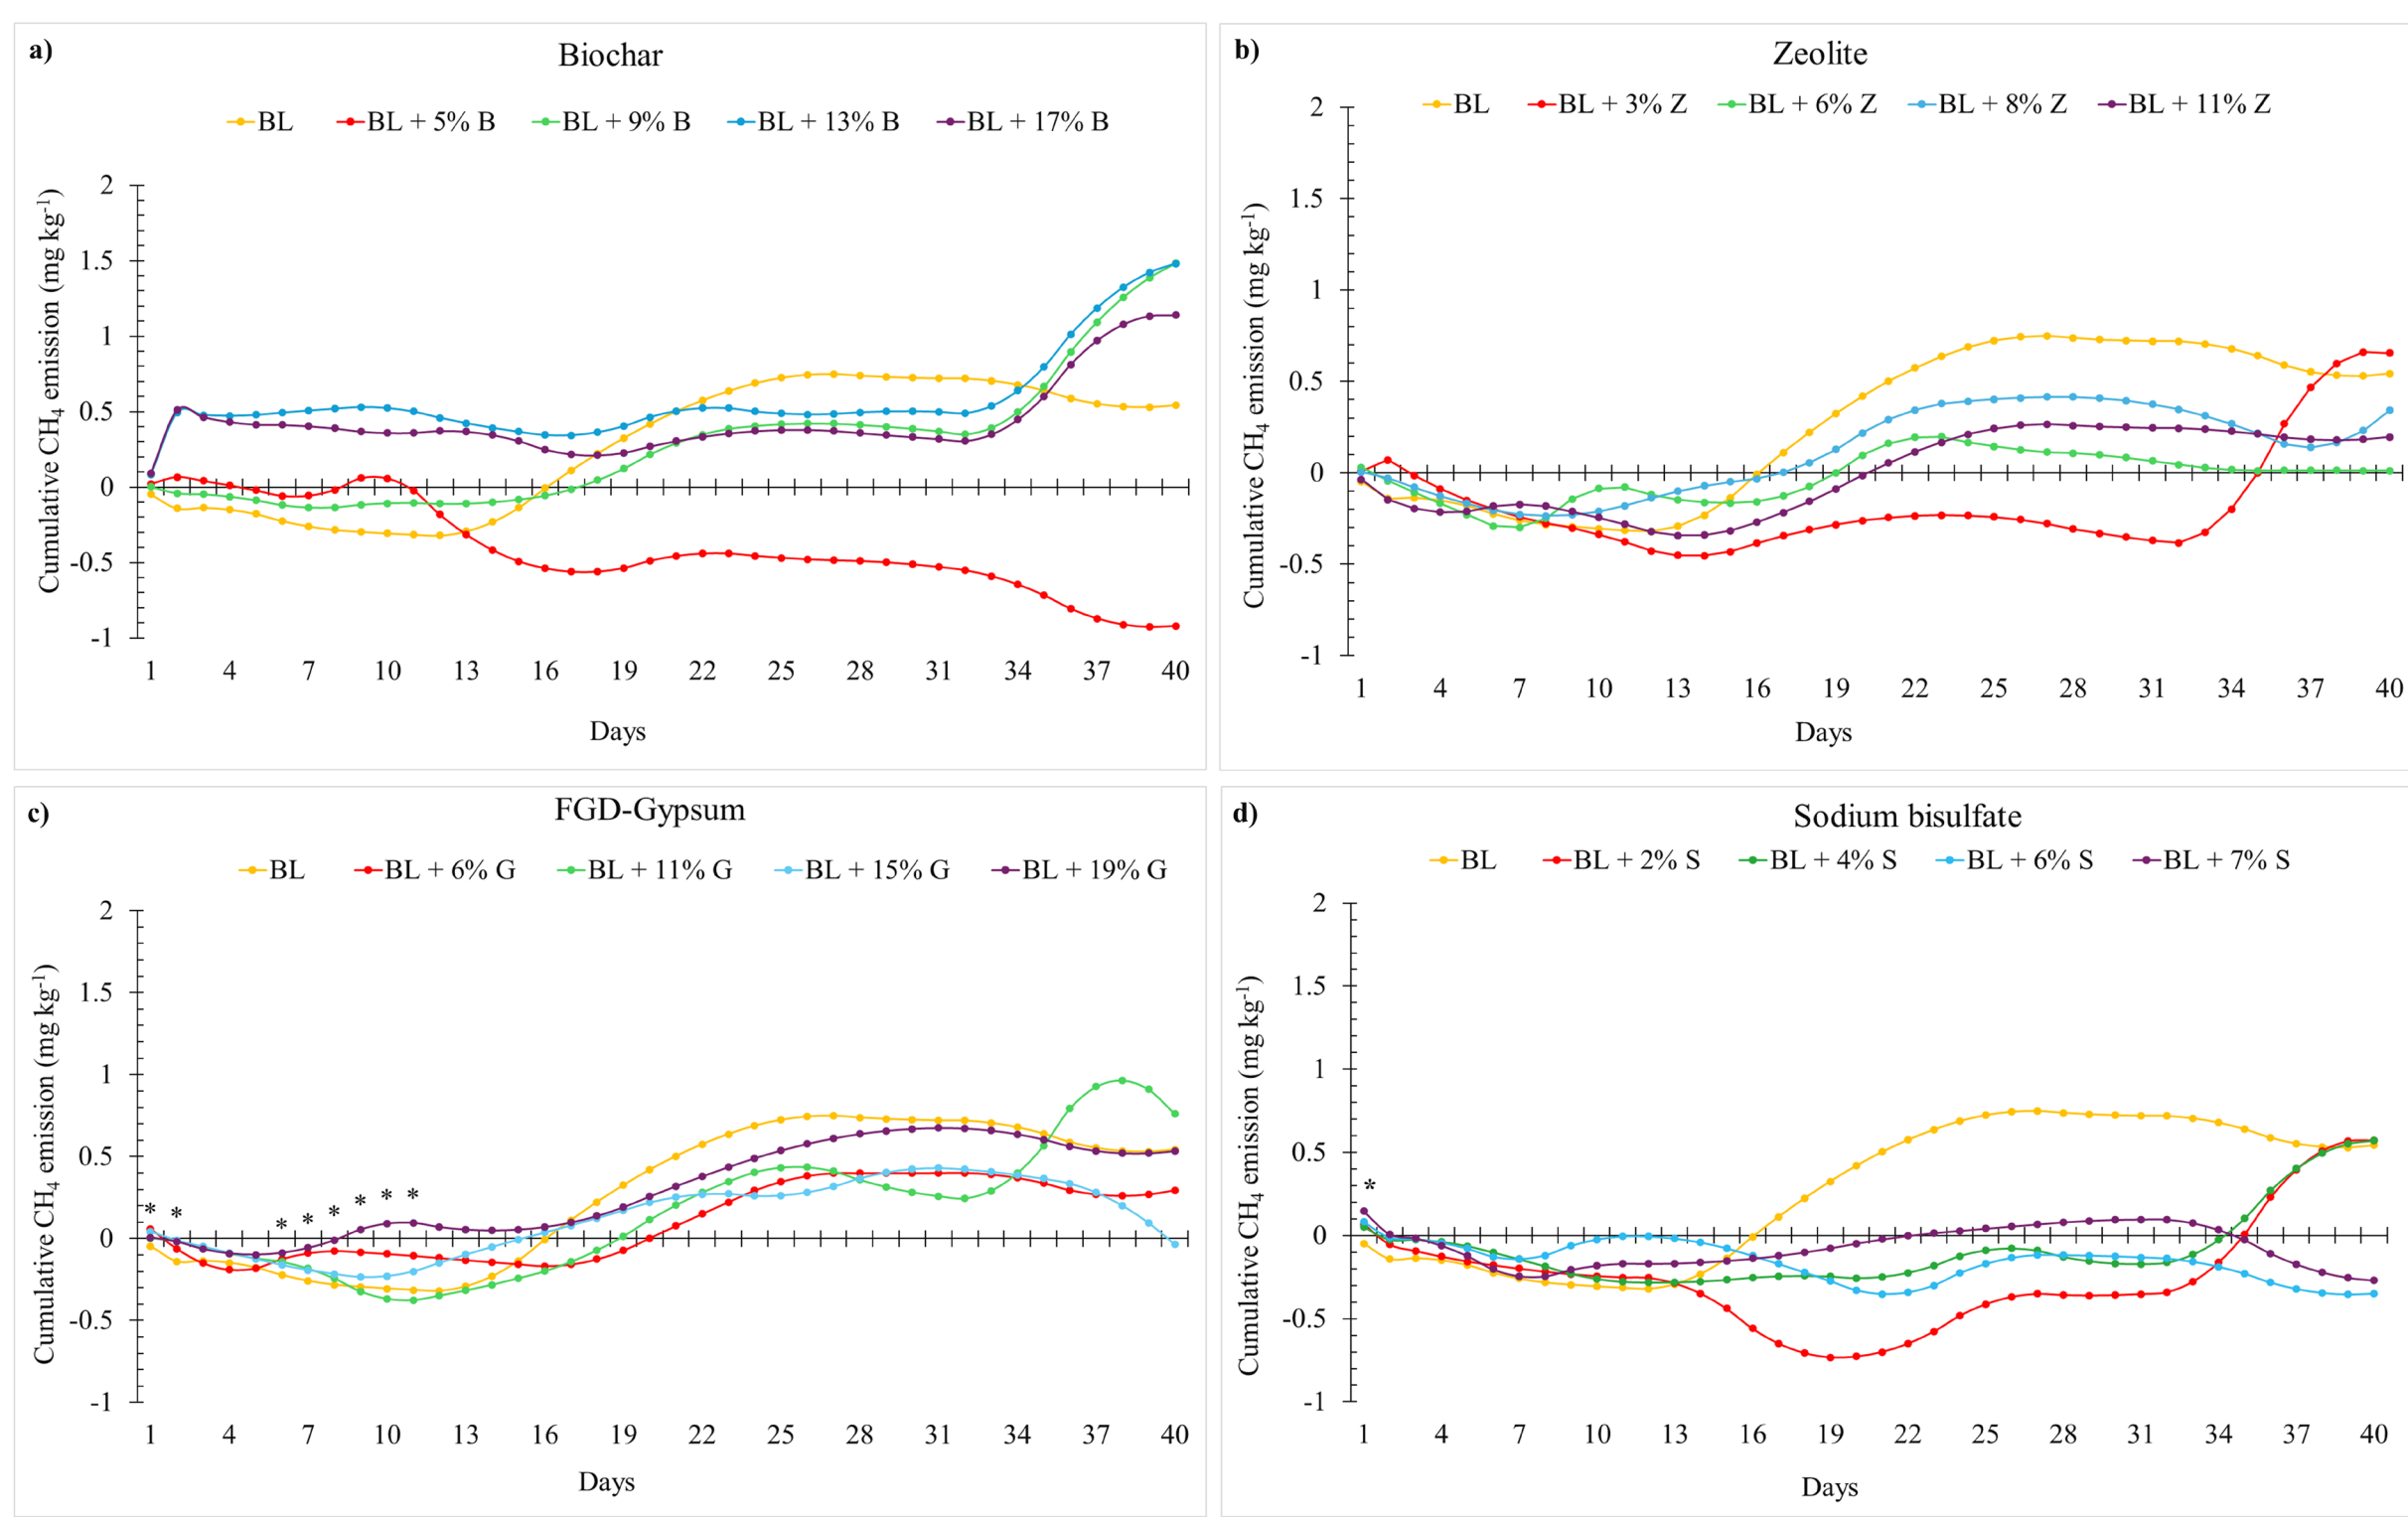 a)
Biochar
BL BL + 5% B BL + 9% B BL + 13% B BL + 17% B
Cumulative CH4 emission (mg kg-1)
2
1.5
1
0.5
0
-0.5
-1
1 4 7 10 13 16 19 22 25 28 31 34 37 40
Days
b)
Zeolite
BL BL + 3% Z BL + 6% Z BL + 8% Z BL + 11% Z
Cumulative CH4 emission (mg kg-1)
2
1.5
1
0.5
0
-0.5
-1
1 4 7 10 13 16 19 22 25 28 31 34 37 40
Days
c)
FGD-Gypsum
BL BL + 6% G BL + 11% G BL + 15% G BL + 19% G
Cumulative CH4 emission (mg kg-1)
2
1.5
1
0.5
0
-0.5
-1
* * * * * * * *
1 4 7 10 13 16 19 22 25 28 31 34 37 40
Days
d)
Sodium bisulfate
BL BL + 2% S BL + 4% S BL + 6% S BL + 7% S
Cumulative CH4 emission (mg kg-1)
2
1.5
1
0.5
0
-0.5
-1
*
1 4 7 10 13 16 19 22 25 28 31 34 37 40
Days